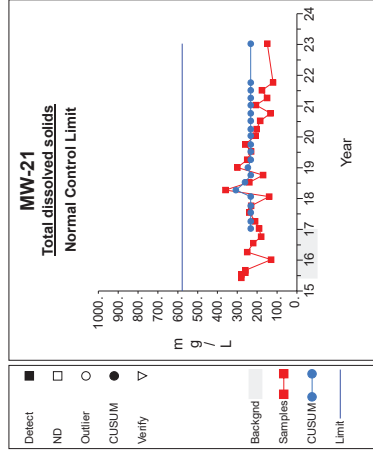 MW-21
Total dissolved solids
Normal Control Limit
1000.
900.
800.
700.
600.
500.
400.
300.
200.
100.
0.
m
g
/
L
15
16
17
18
19
20
21
22
23
24
Year
Detect
ND
Outlier
CUSUM
Verify
Backgnd
Samples
CUSUM
Limit